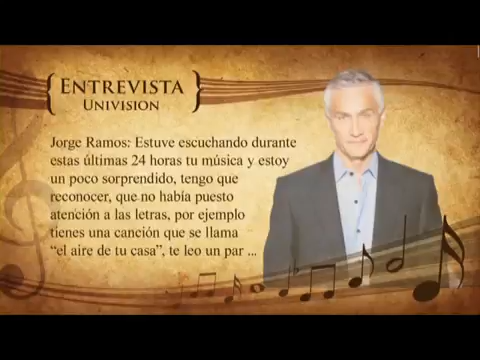 ENTREVISTA
UNIVISION
Jorge Ramos: Estuve escuchando durante
estas últimas 24 horas tu música y estoy
un poco sorprendido, tengo que
reconocer, que no había puesto
atención a las letras, por ejemplo
tienes una canción que se llama
“el aire de tu casa”, te leo un par ...